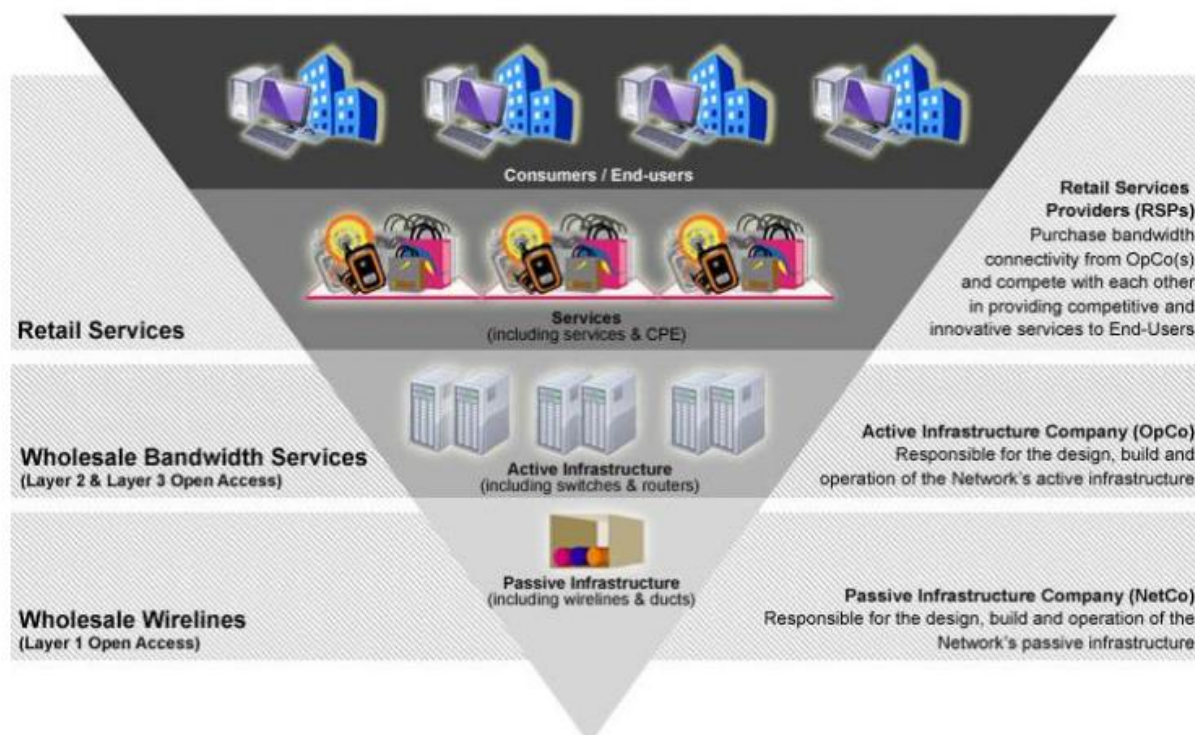 Consumers / End-users
Retail Services
Providers (RSPs)
Purchase bandwidth
connectivity from OpCo(s)
and compete with each other
in providing competitive and
innovative services to End-Users
Retail Services
Services
(including services & CPE)
Active Infrastructure Company (OpCo)
Responsible for the design, build and
operation of the Network's active infrastructure
Wholesale Bandwidth Services
(Layer 2 & Layer 3 Open Access)
Active Infrastructure
(including switches & routers)
Passive Infrastructure
(including wirelines & ducts)
Passive Infrastructure Company (NetCo)
Responsible for the design, build and operation of the
Network's passive infrastructure
Wholesale Wirelines
(Layer 1 Open Access)